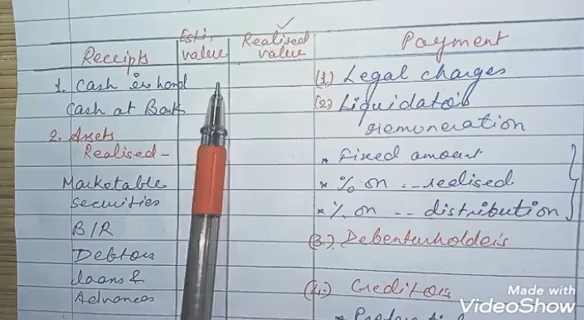 Esti. Realised
Receipts value value Payment
1. Cash in hand (1) Legal charges
Cash at Bank (2) Liquidator's
remuneration
2. Assets
Realised - * Fixed amount
Marketable * % on .. realised
securities * % on .. distribution
B/R (3.) Debenturholders
Debtors
Loans & (4.) Creditors
Advances
* Preferential
Made with
VideoShow